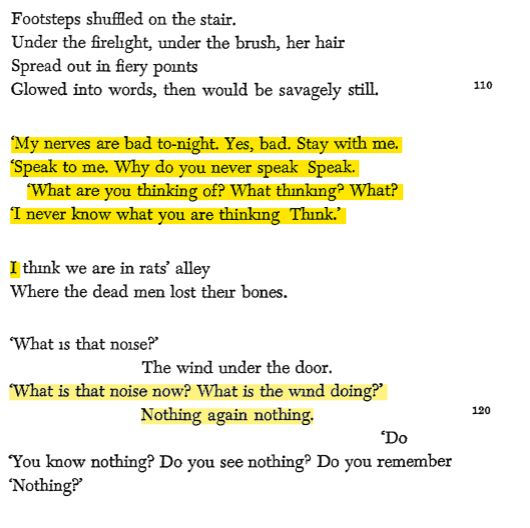 Footsteps shuffled on the stair.
Under the firelight, under the brush, her hair
Spread out in fiery points
Glowed into words, then would be savagely still. 110
‘My nerves are bad to-night. Yes, bad. Stay with me.
‘Speak to me. Why do you never speak Speak.
‘What are you thinking of? What thinking? What?
‘I never know what you are thinking Think.’
I think we are in rats’ alley
Where the dead men lost their bones.
‘What is that noise?’
The wind under the door.
‘What is that noise now? What is the wind doing?’
Nothing again nothing. 120
‘Do
‘You know nothing? Do you see nothing? Do you remember
‘Nothing?’